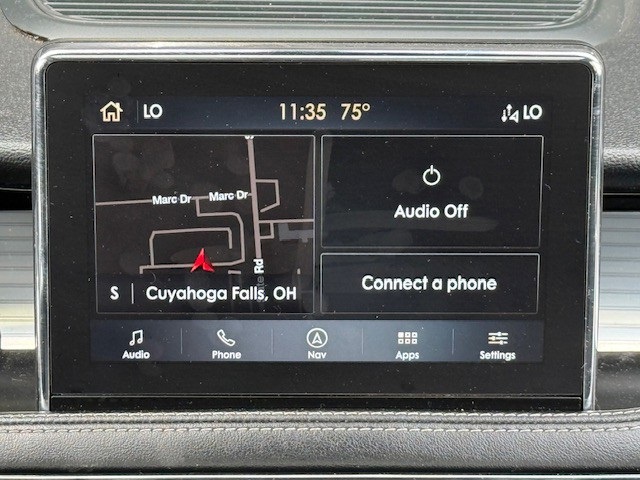 LO 11:35 75° LO
Marc Dr Marc Dr
Rd
S Cuyahoga Falls, OH
Audio Off
Connect a phone
Audio Phone Nav Apps Settings